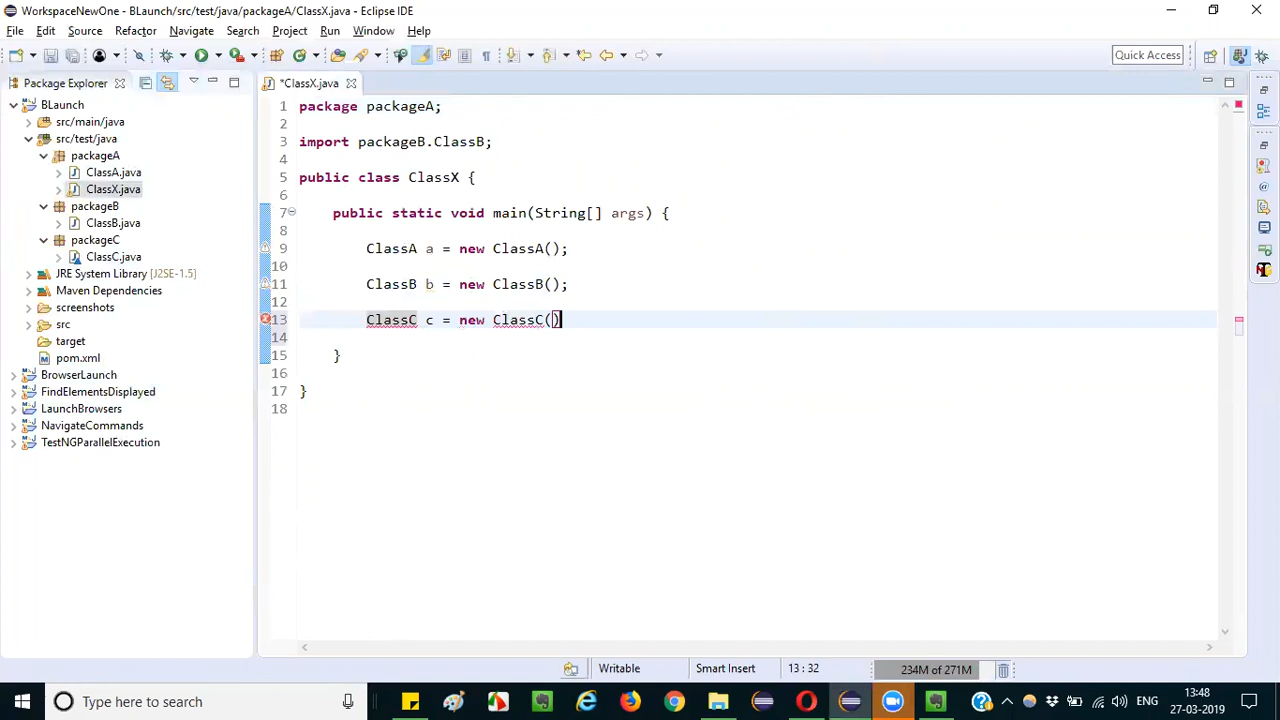 WorkspaceNewOne - BLaunch/src/test/java/packageA/ClassX.java - Eclipse IDE
File Edit Source Refactor Navigate Search Project Run Window Help
Quick Access
Package Explorer
*ClassX.java
BLaunch
src/main/java
src/test/java
packageA
ClassA.java
ClassX.java
packageB
ClassB.java
packageC
ClassC.java
JRE System Library [J2SE-1.5]
Maven Dependencies
screenshots
src
target
pom.xml
BrowserLaunch
FindElementsDisplayed
LaunchBrowsers
NavigateCommands
TestNGParallelExecution
1 package packageA;
2
3 import packageB.ClassB;
4
5 public class ClassX {
6
7 public static void main(String[] args) {
8
9 ClassA a = new ClassA();
10
11 ClassB b = new ClassB();
12
13 ClassC c = new ClassC()
14
15 }
16
17 }
18
Writable Smart Insert 13 : 32 234M of 271M
Type here to search
ENG
13:48
27-03-2019